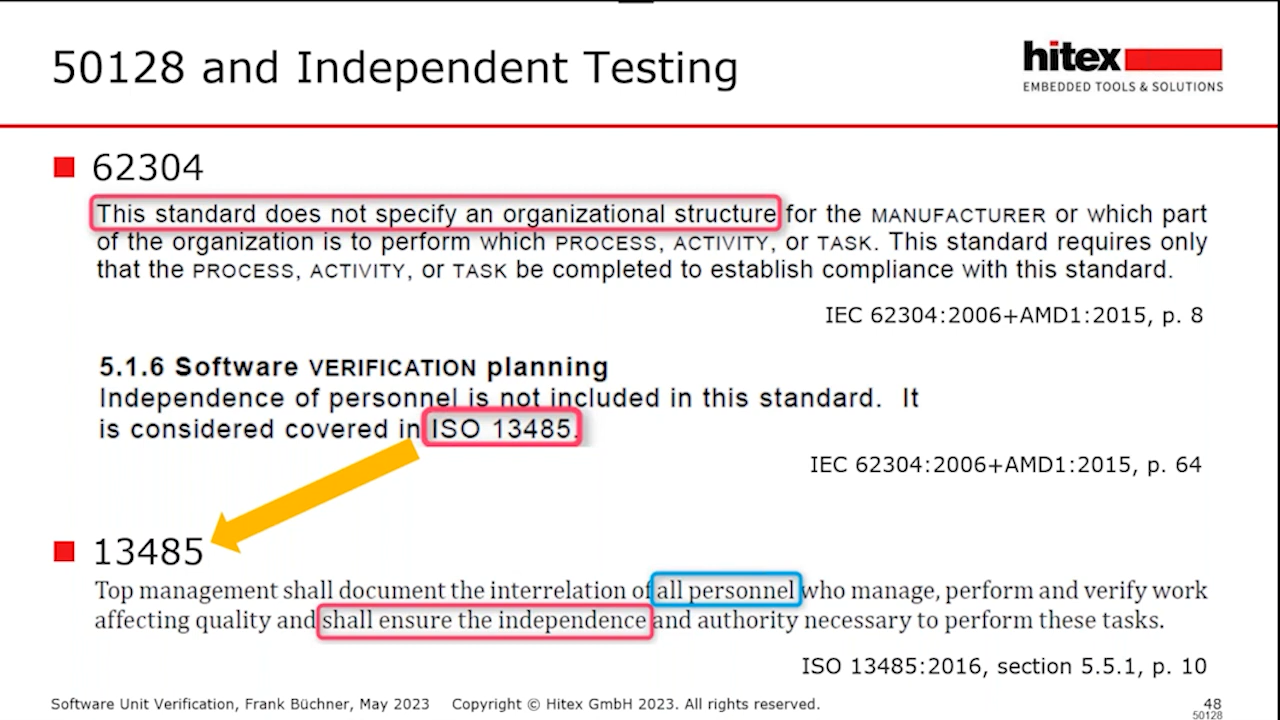 50128 and Independent Testing
hitex
EMBEDDED TOOLS & SOLUTIONS
62304
This standard does not specify an organizational structure for the MANUFACTURER or which part
of the organization is to perform which PROCESS, ACTIVITY, or TASK. This standard requires only
that the PROCESS, ACTIVITY, or TASK be completed to establish compliance with this standard.
IEC 62304:2006+AMD1:2015, p. 8
5.1.6 Software VERIFICATION planning
Independence of personnel is not included in this standard. It
is considered covered in ISO 13485.
IEC 62304:2006+AMD1:2015, p. 64
13485
Top management shall document the interrelation of all personnel who manage, perform and verify work
affecting quality and shall ensure the independence and authority necessary to perform these tasks.
ISO 13485:2016, section 5.5.1, p. 10
Software Unit Verification, Frank Büchner, May 2023 Copyright © Hitex GmbH 2023. All rights reserved.
48
50128